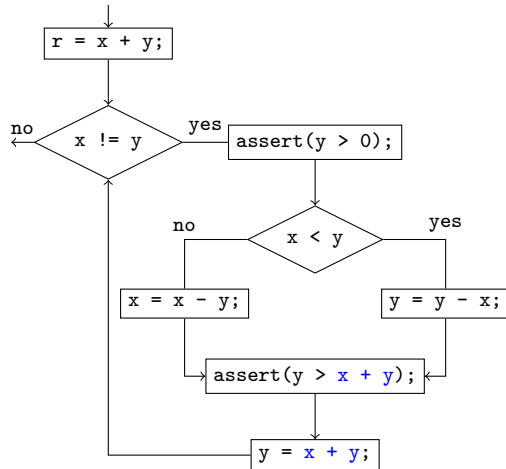 r = x + y;
x != y
no
yes
assert(y > 0);
x < y
no
yes
x = x - y;
y = y - x;
assert(y > x + y);
y = x + y;